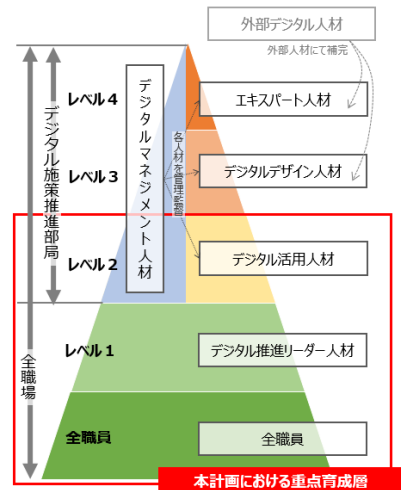 外部デジタル人材
外部人材にて補完
レベル４
エキスパート人材
デジタルマネジメント人材
各人材を管理監督
デジタル施策推進部局
レベル３
デジタルデザイン人材
レベル２
デジタル活用人材
全職場
レベル１
デジタル推進リーダー人材
全職員
全職員
本計画における重点育成層